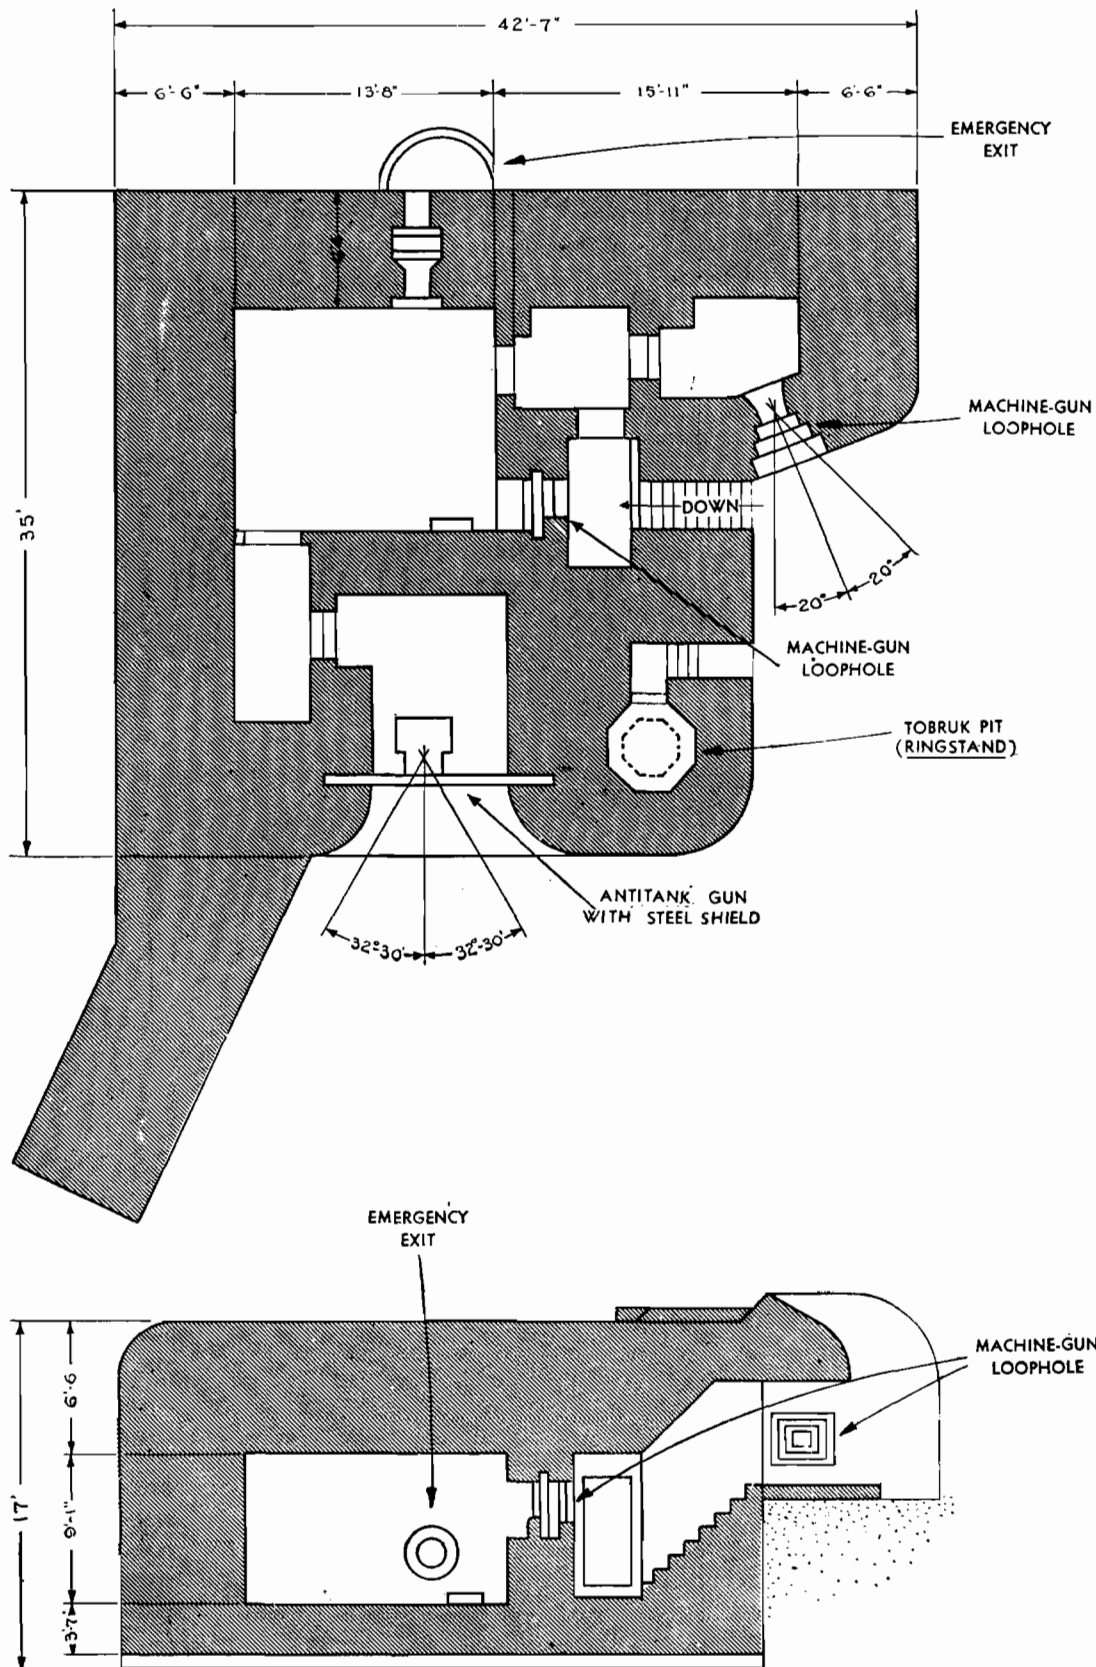 42'-7"
6'-6"
13'-8"
15'-11"
6'-6"
EMERGENCY
EXIT
35'
MACHINE-GUN
LOOPHOLE
DOWN
20°
20°
MACHINE-GUN
LOOPHOLE
TOBRUK PIT
(RINGSTAND)
ANTITANK GUN
WITH STEEL SHIELD
32°30'
32°-30'
EMERGENCY
EXIT
MACHINE-GUN
LOOPHOLE
17'
6'-6
9'-1"
3'-7"